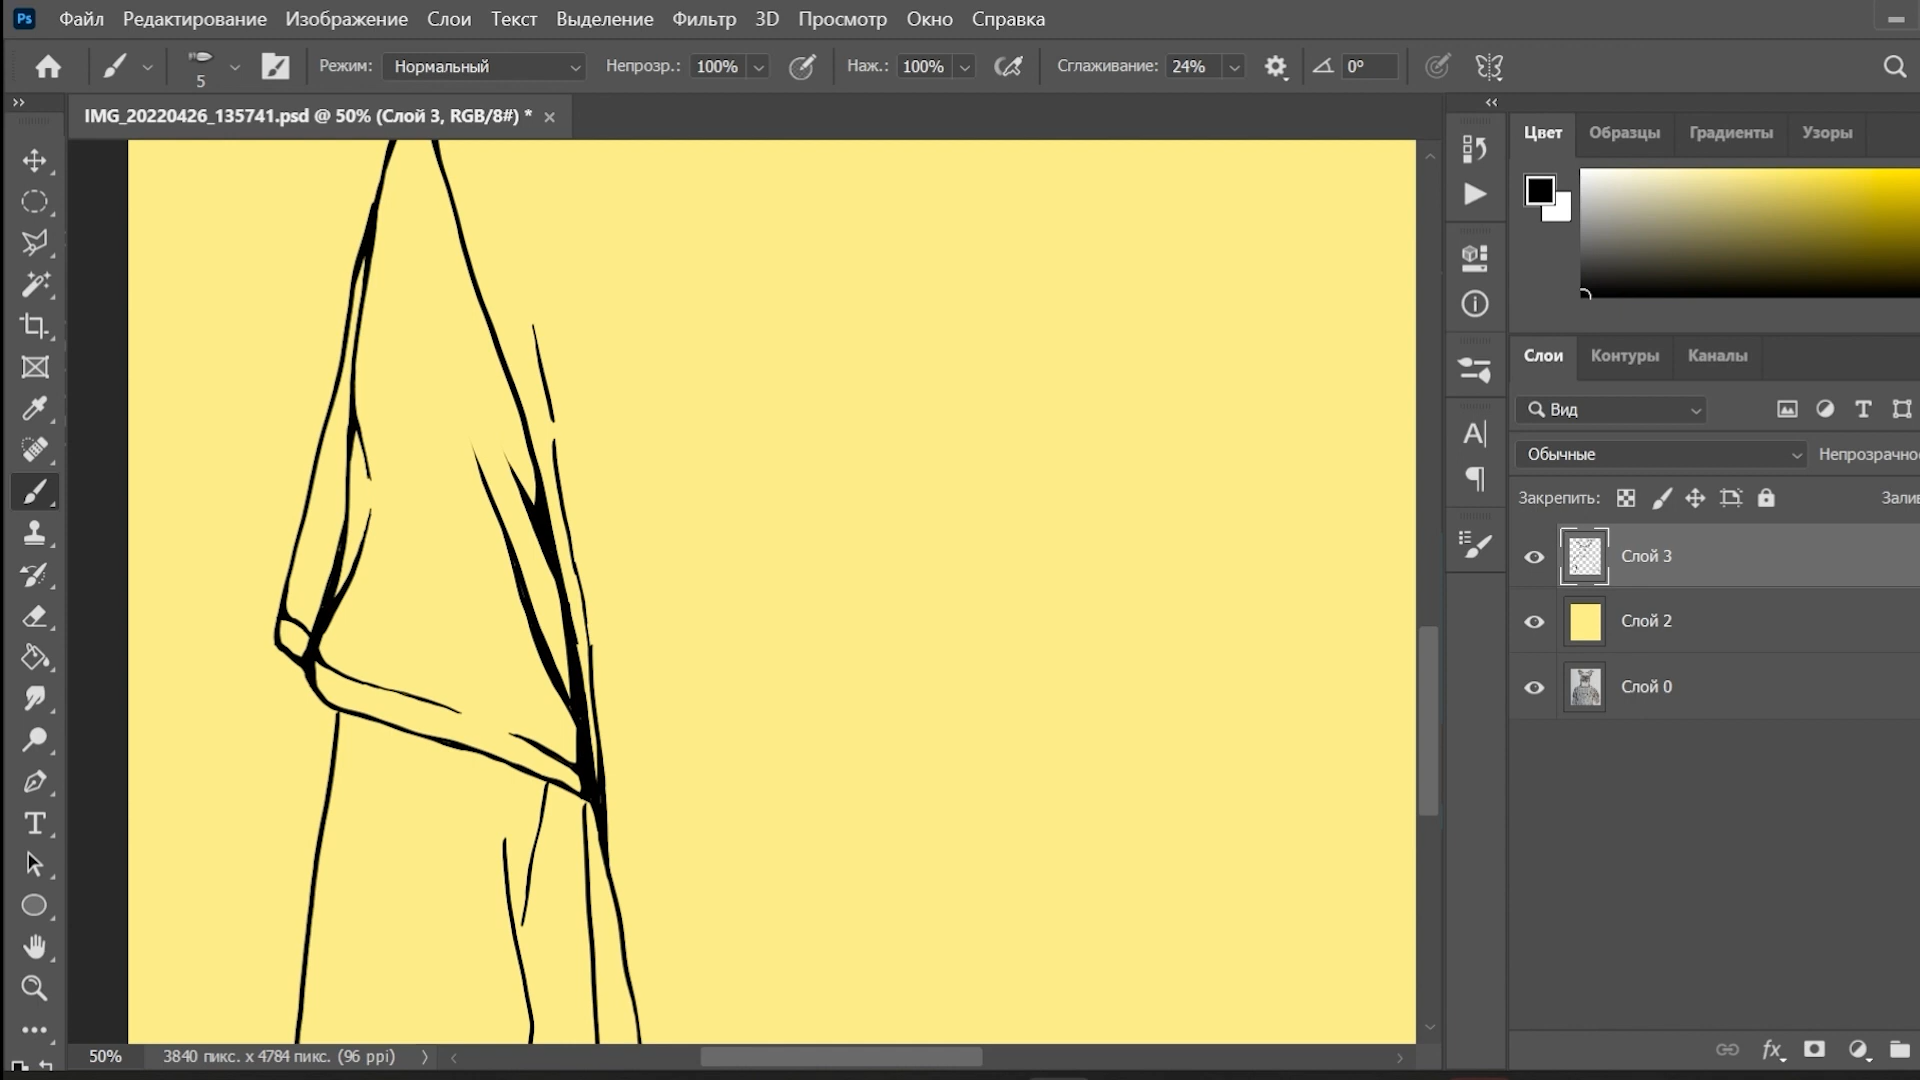 Ps Файл Редактирование Изображение Слои Текст Выделение Фильтр 3D Просмотр Окно Справка
5 Режим: Нормальный Непрозр.: 100% Наж.: 100% Сглаживание: 24% 0°
IMG_20220426_135741.psd @ 50% (Слой 3, RGB/8#) *
Цвет Образцы Градиенты Узоры
Слои Контуры Каналы
Вид
Обычные Непрозрачно
Закрепить: Залив
Слой 3
Слой 2
Слой 0
50% 3840 пикс. x 4784 пикс. (96 ppi)
fx